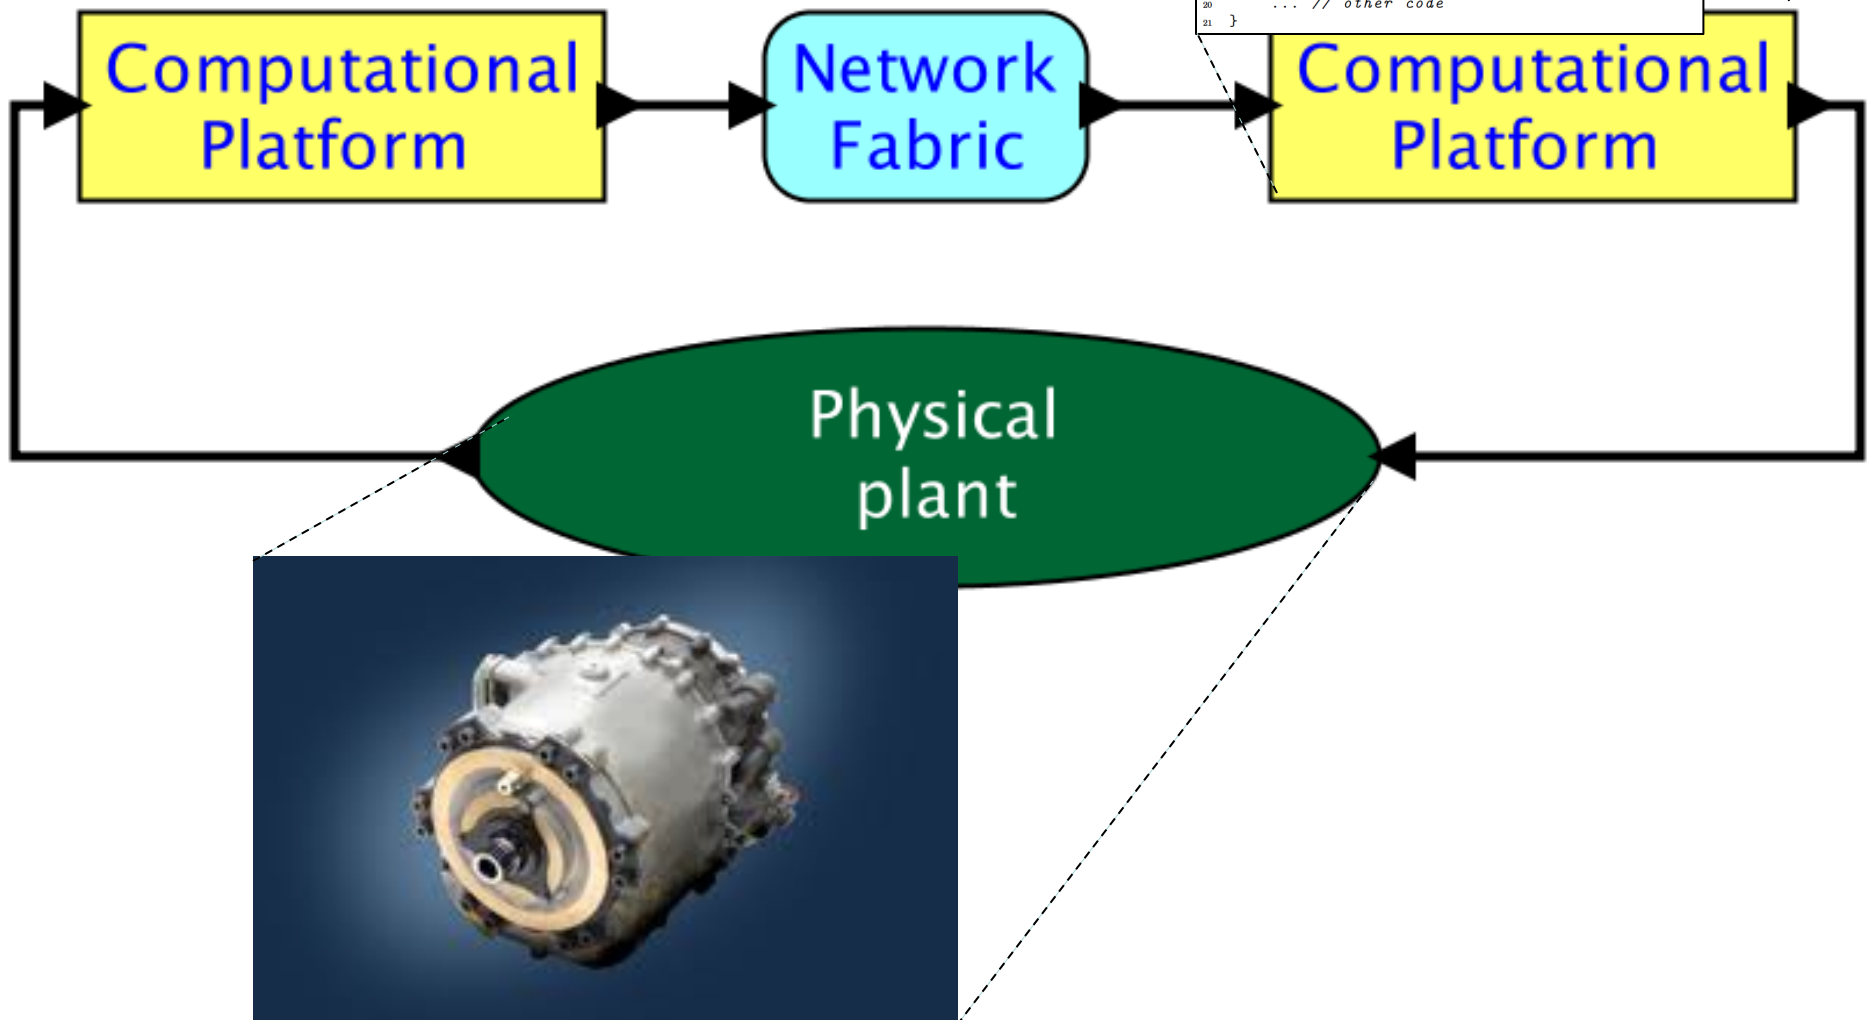 20 ... // other code
21 }
Computational
Platform
Network
Fabric
Computational
Platform
Physical
plant